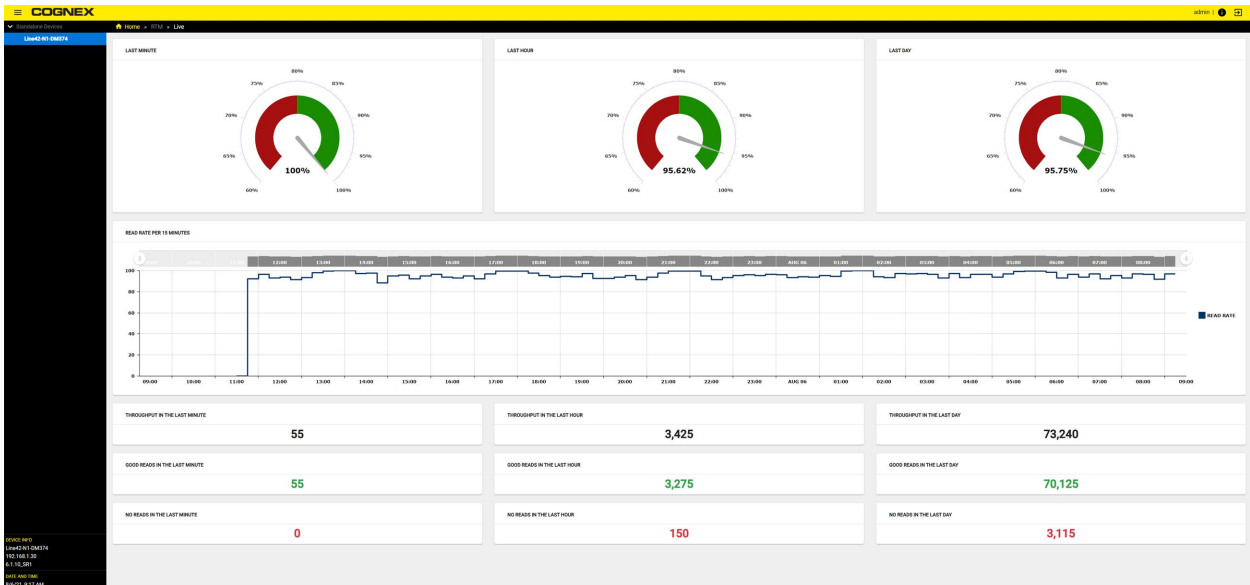 COGNEX
admin |
Standalone Devices
Home » RTM » Live
Line42-N1-DM374
LAST MINUTE
60%
65%
70%
75%
80%
85%
90%
95%
100%
100%
LAST HOUR
60%
65%
70%
75%
80%
85%
90%
95%
100%
95.62%
LAST DAY
60%
65%
70%
75%
80%
85%
90%
95%
100%
95.75%
READ RATE PER 15 MINUTES
12:00 13:00 14:00 15:00 16:00 17:00 18:00 19:00 20:00 21:00 22:00 23:00 AUG 06 01:00 02:00 03:00 04:00 05:00 06:00 07:00 08:00
100
80
60
40
20
0
READ RATE
09:00 10:00 11:00 12:00 13:00 14:00 15:00 16:00 17:00 18:00 19:00 20:00 21:00 22:00 23:00 AUG 06 01:00 02:00 03:00 04:00 05:00 06:00 07:00 08:00 09:00
THROUGHPUT IN THE LAST MINUTE
55
THROUGHPUT IN THE LAST HOUR
3,425
THROUGHPUT IN THE LAST DAY
73,240
GOOD READS IN THE LAST MINUTE
55
GOOD READS IN THE LAST HOUR
3,275
GOOD READS IN THE LAST DAY
70,125
NO READS IN THE LAST MINUTE
0
NO READS IN THE LAST HOUR
150
NO READS IN THE LAST DAY
3,115
DEVICE INFO
Line42-N1-DM374
192.168.1.30
6.1.10_SR1
DATE AND TIME
8/6/21, 9:17 AM